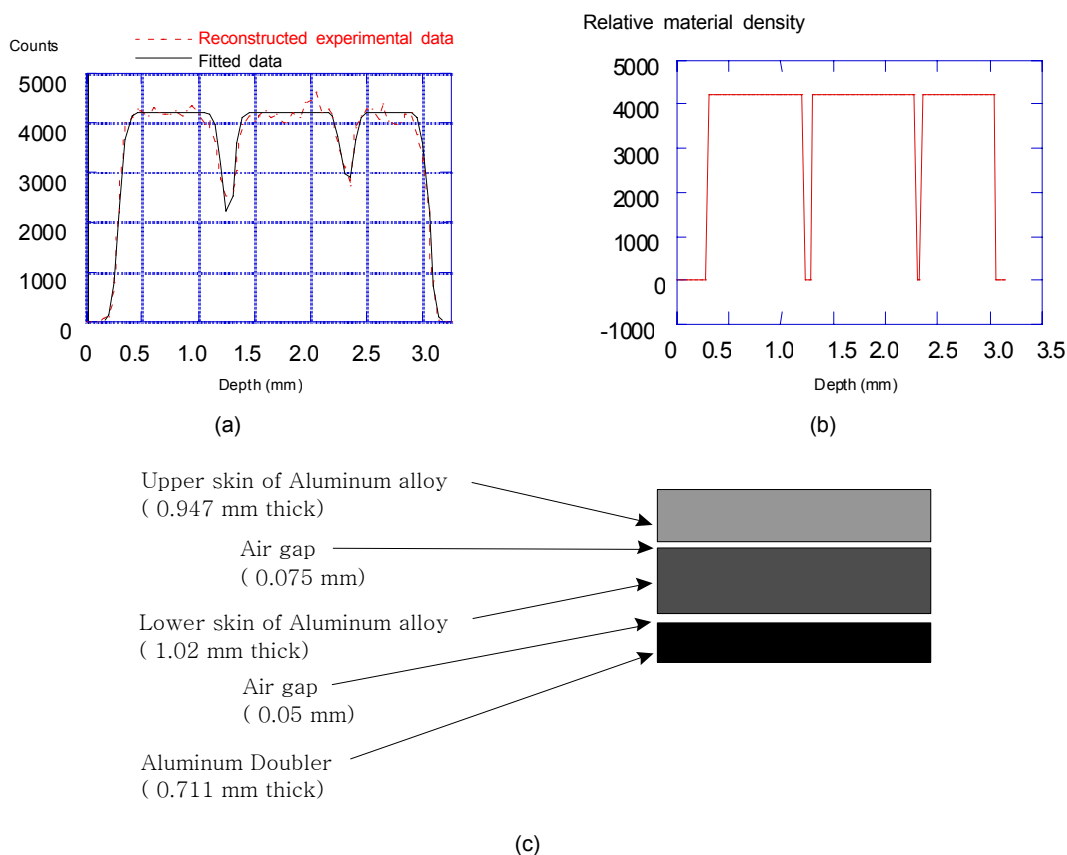 Counts
Reconstructed experimental data
Fitted data
5000
4000
3000
2000
1000
0
0 0.5 1.0 1.5 2.0 2.5 3.0
Depth (mm)
(a)
Relative material density
5000
4000
3000
2000
1000
0
-1000
0 0.5 1.0 1.5 2.0 2.5 3.0 3.5
Depth (mm)
(b)
Upper skin of Aluminum alloy
( 0.947 mm thick)
Air gap
( 0.075 mm)
Lower skin of Aluminum alloy
( 1.02 mm thick)
Air gap
( 0.05 mm)
Aluminum Doubler
( 0.711 mm thick)
(c)